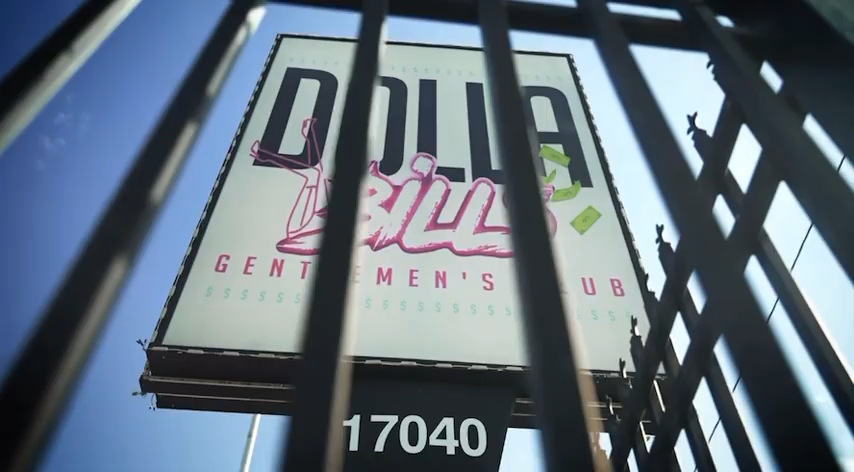 DOLLA
BILLS
GENTLEMEN'S CLUB
$ $ $ $ $ $ $ $ $ $ $ $ $ $ $ $ $ $ $ $ $ $ $
17040